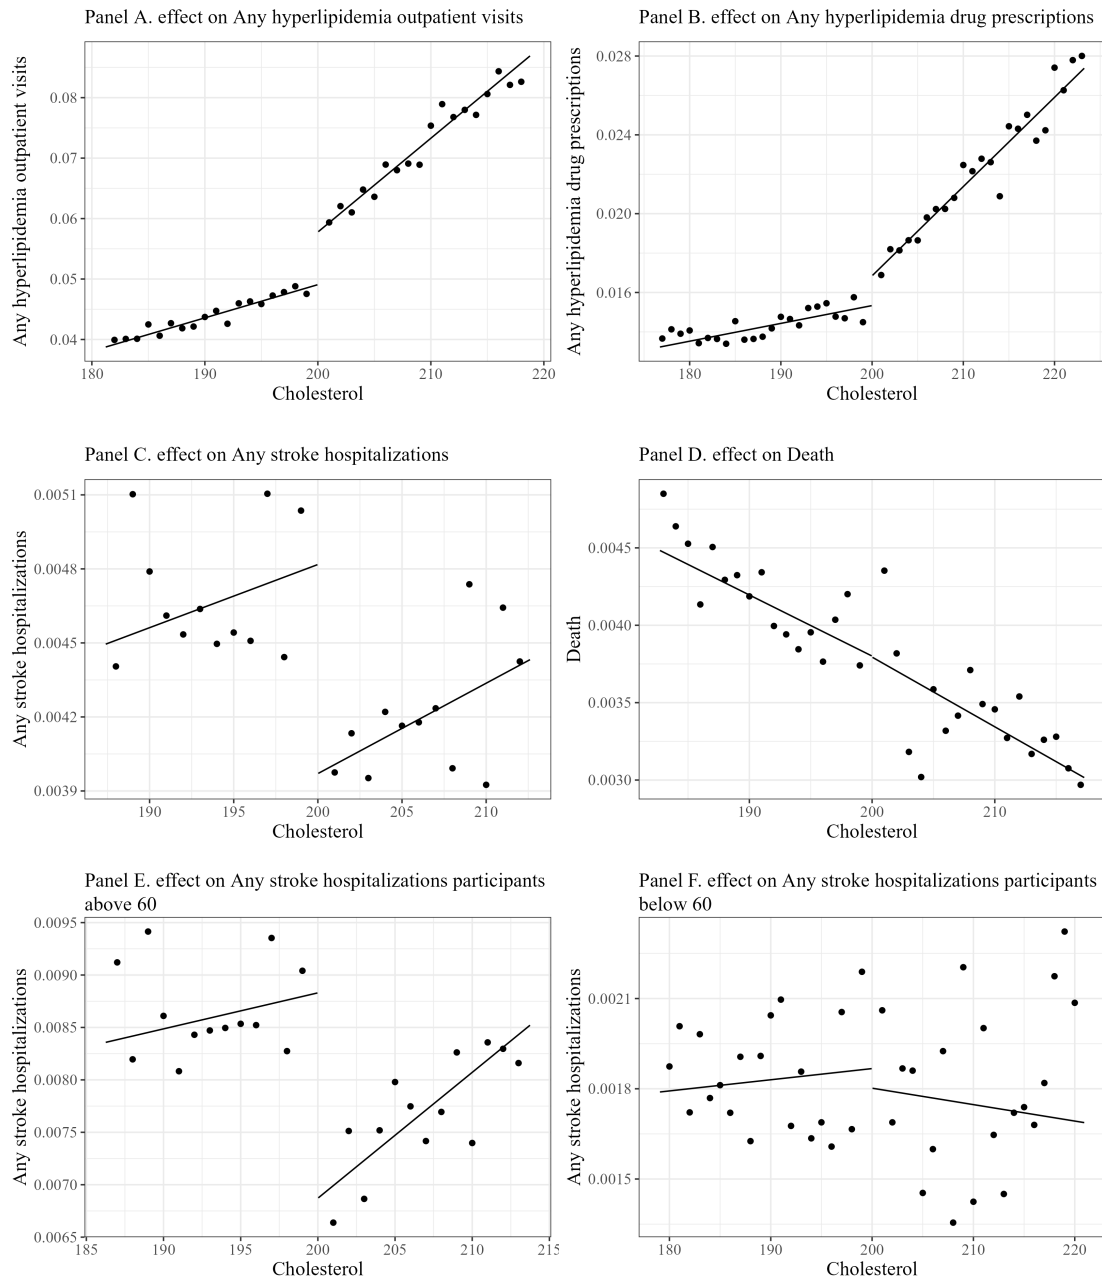 Panel A. effect on Any hyperlipidemia outpatient visits
Any hyperlipidemia outpatient visits
0.08
0.07
0.06
0.05
0.04
180 190 200 210 220
Cholesterol
Panel B. effect on Any hyperlipidemia drug prescriptions
Any hyperlipidemia drug prescriptions
0.028
0.024
0.020
0.016
180 190 200 210 220
Cholesterol
Panel C. effect on Any stroke hospitalizations
Any stroke hospitalizations
0.0051
0.0048
0.0045
0.0042
0.0039
190 195 200 205 210
Cholesterol
Panel D. effect on Death
Death
0.0045
0.0040
0.0035
0.0030
190 200 210
Cholesterol
Panel E. effect on Any stroke hospitalizations participants
above 60
Any stroke hospitalizations
0.0095
0.0090
0.0085
0.0080
0.0075
0.0070
0.0065
185 190 195 200 205 210 215
Cholesterol
Panel F. effect on Any stroke hospitalizations participants
below 60
Any stroke hospitalizations
0.0021
0.0018
0.0015
180 190 200 210 220
Cholesterol